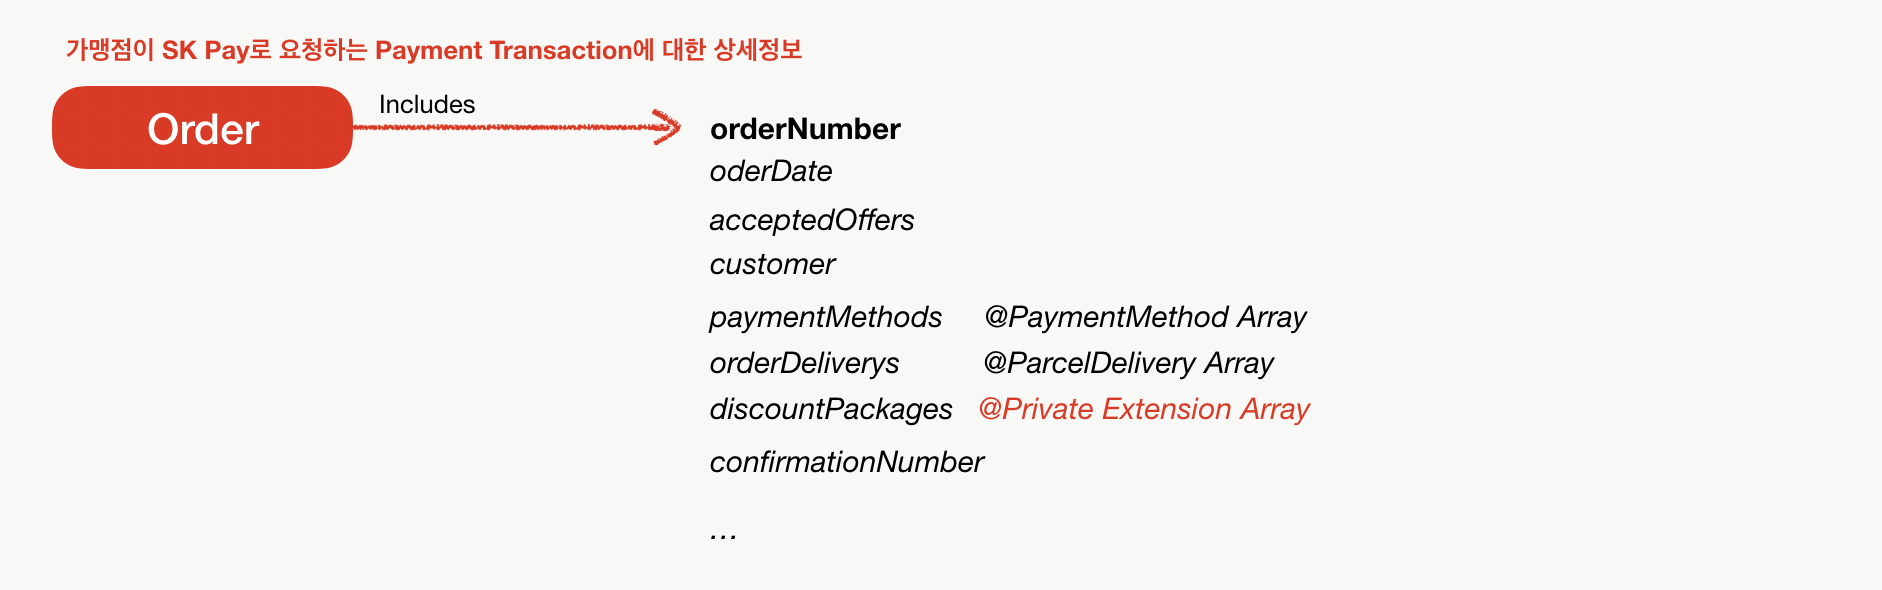 가맹점이 SK Pay로 요청하는 Payment Transaction에 대한 상세정보
Order
Includes
orderNumber
oderDate
acceptedOffers
customer
paymentMethods @PaymentMethod Array
orderDeliverys @ParcelDelivery Array
discountPackages @Private Extension Array
confirmationNumber
...